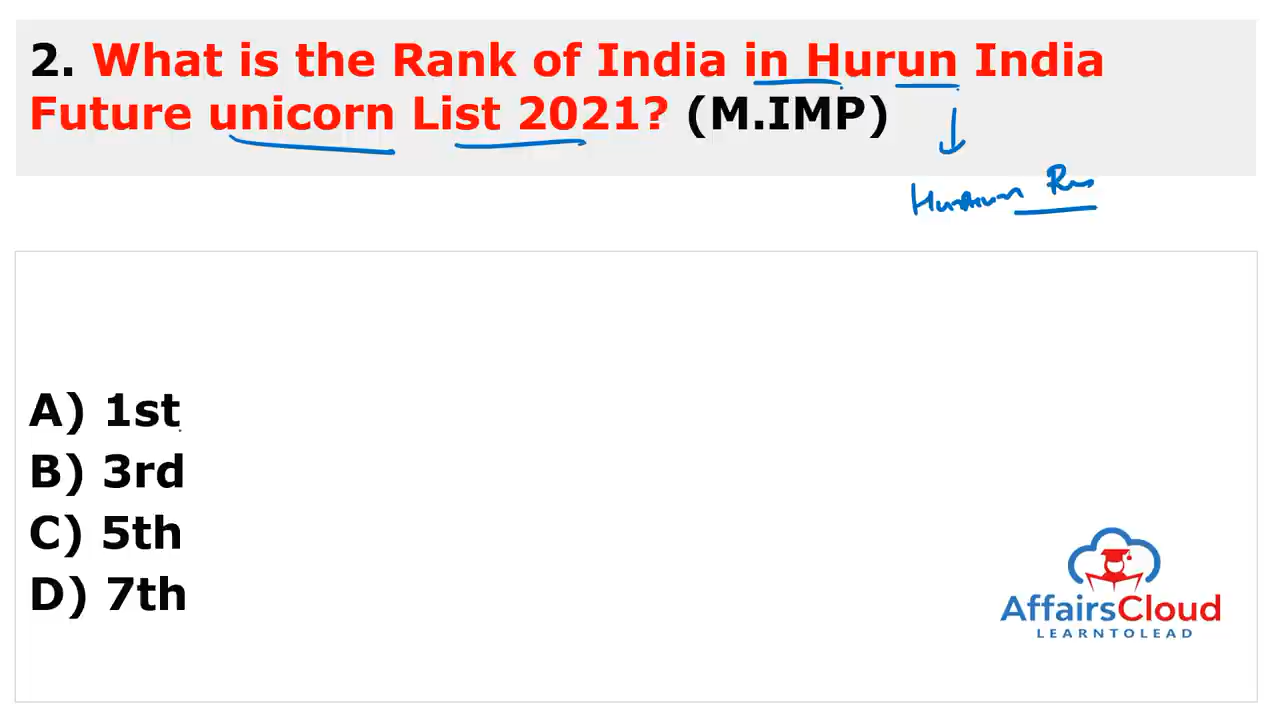 2. What is the Rank of India in Hurun India
Future unicorn List 2021? (M.IMP)
A) 1st
B) 3rd
C) 5th
D) 7th
AffairsCloud
LEARNTOLEAD